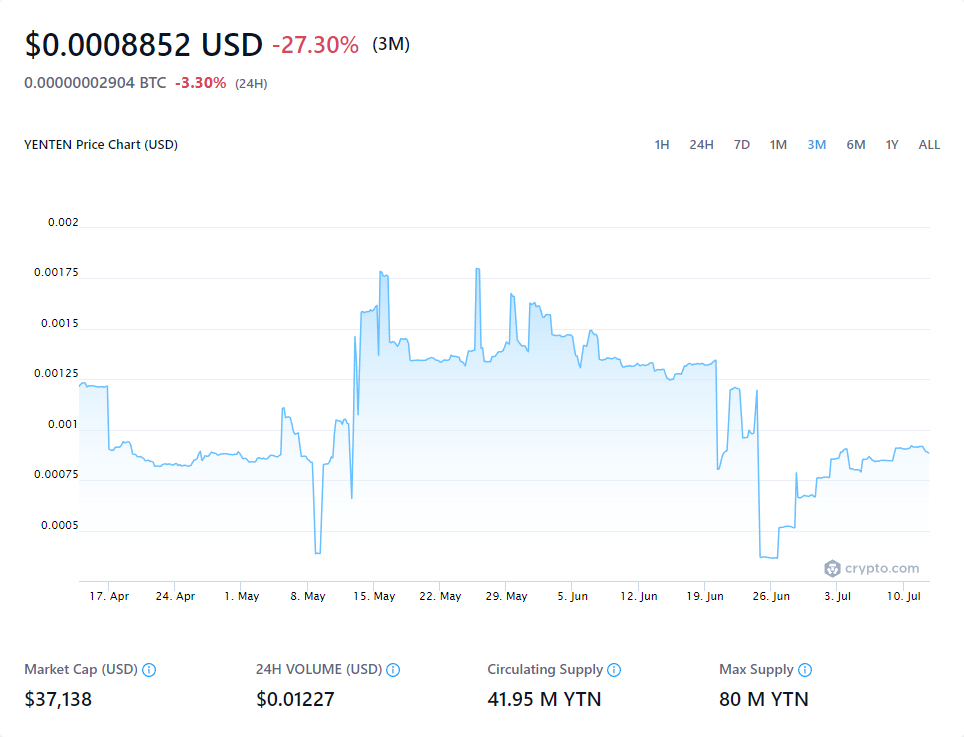 $0.0008852 USD -27.30% (3M)
0.00000002904 BTC -3.30% (24H)
YENTEN Price Chart (USD)
1H 24H 7D 1M 3M 6M 1Y ALL
0.002
0.00175
0.0015
0.00125
0.001
0.00075
0.0005
crypto.com
17. Apr 24. Apr 1. May 8. May 15. May 22. May 29. May 5. Jun 12. Jun 19. Jun 26. Jun 3. Jul 10. Jul
Market Cap (USD) 24H VOLUME (USD) Circulating Supply Max Supply
$37,138 $0.01227 41.95 M YTN 80 M YTN